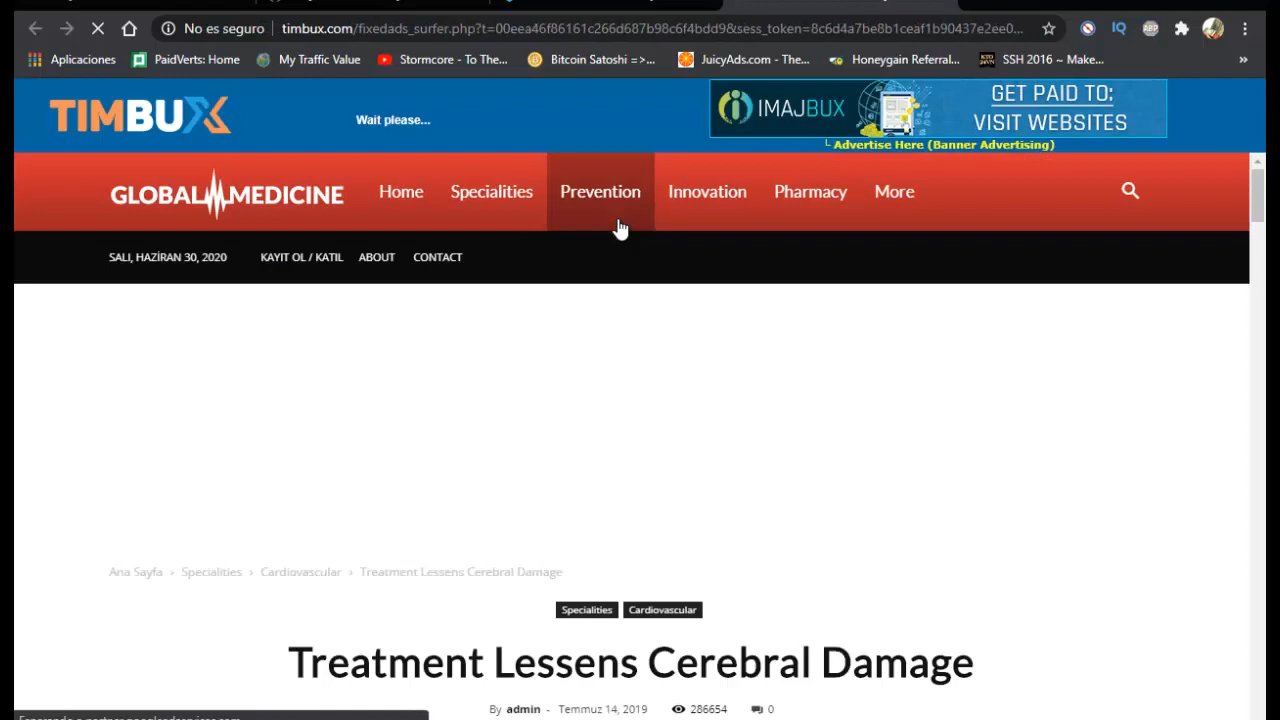 No es seguro | timbux.com/fixedads_surfer.php?t=00eea46f86161c266d687b98c6f4bdd9&sess_token=8c6d4a7be8b1ceaf1b90437e2ee0...
Aplicaciones PaidVerts: Home My Traffic Value Stormcore - To The... Bitcoin Satoshi =>... JuicyAds.com - The... Honeygain Referral... SSH 2016 ~ Make... »
TIMBUX Wait please... IMAJBUX GET PAID TO:
VISIT WEBSITES
└ Advertise Here (Banner Advertising)
GLOBAL MEDICINE Home Specialities Prevention Innovation Pharmacy More
SALI, HAZİRAN 30, 2020 KAYIT OL / KATIL ABOUT CONTACT
Ana Sayfa › Specialities › Cardiovascular › Treatment Lessens Cerebral Damage
Specialities Cardiovascular
Treatment Lessens Cerebral Damage
By admin - Temmuz 14, 2019 286654 0